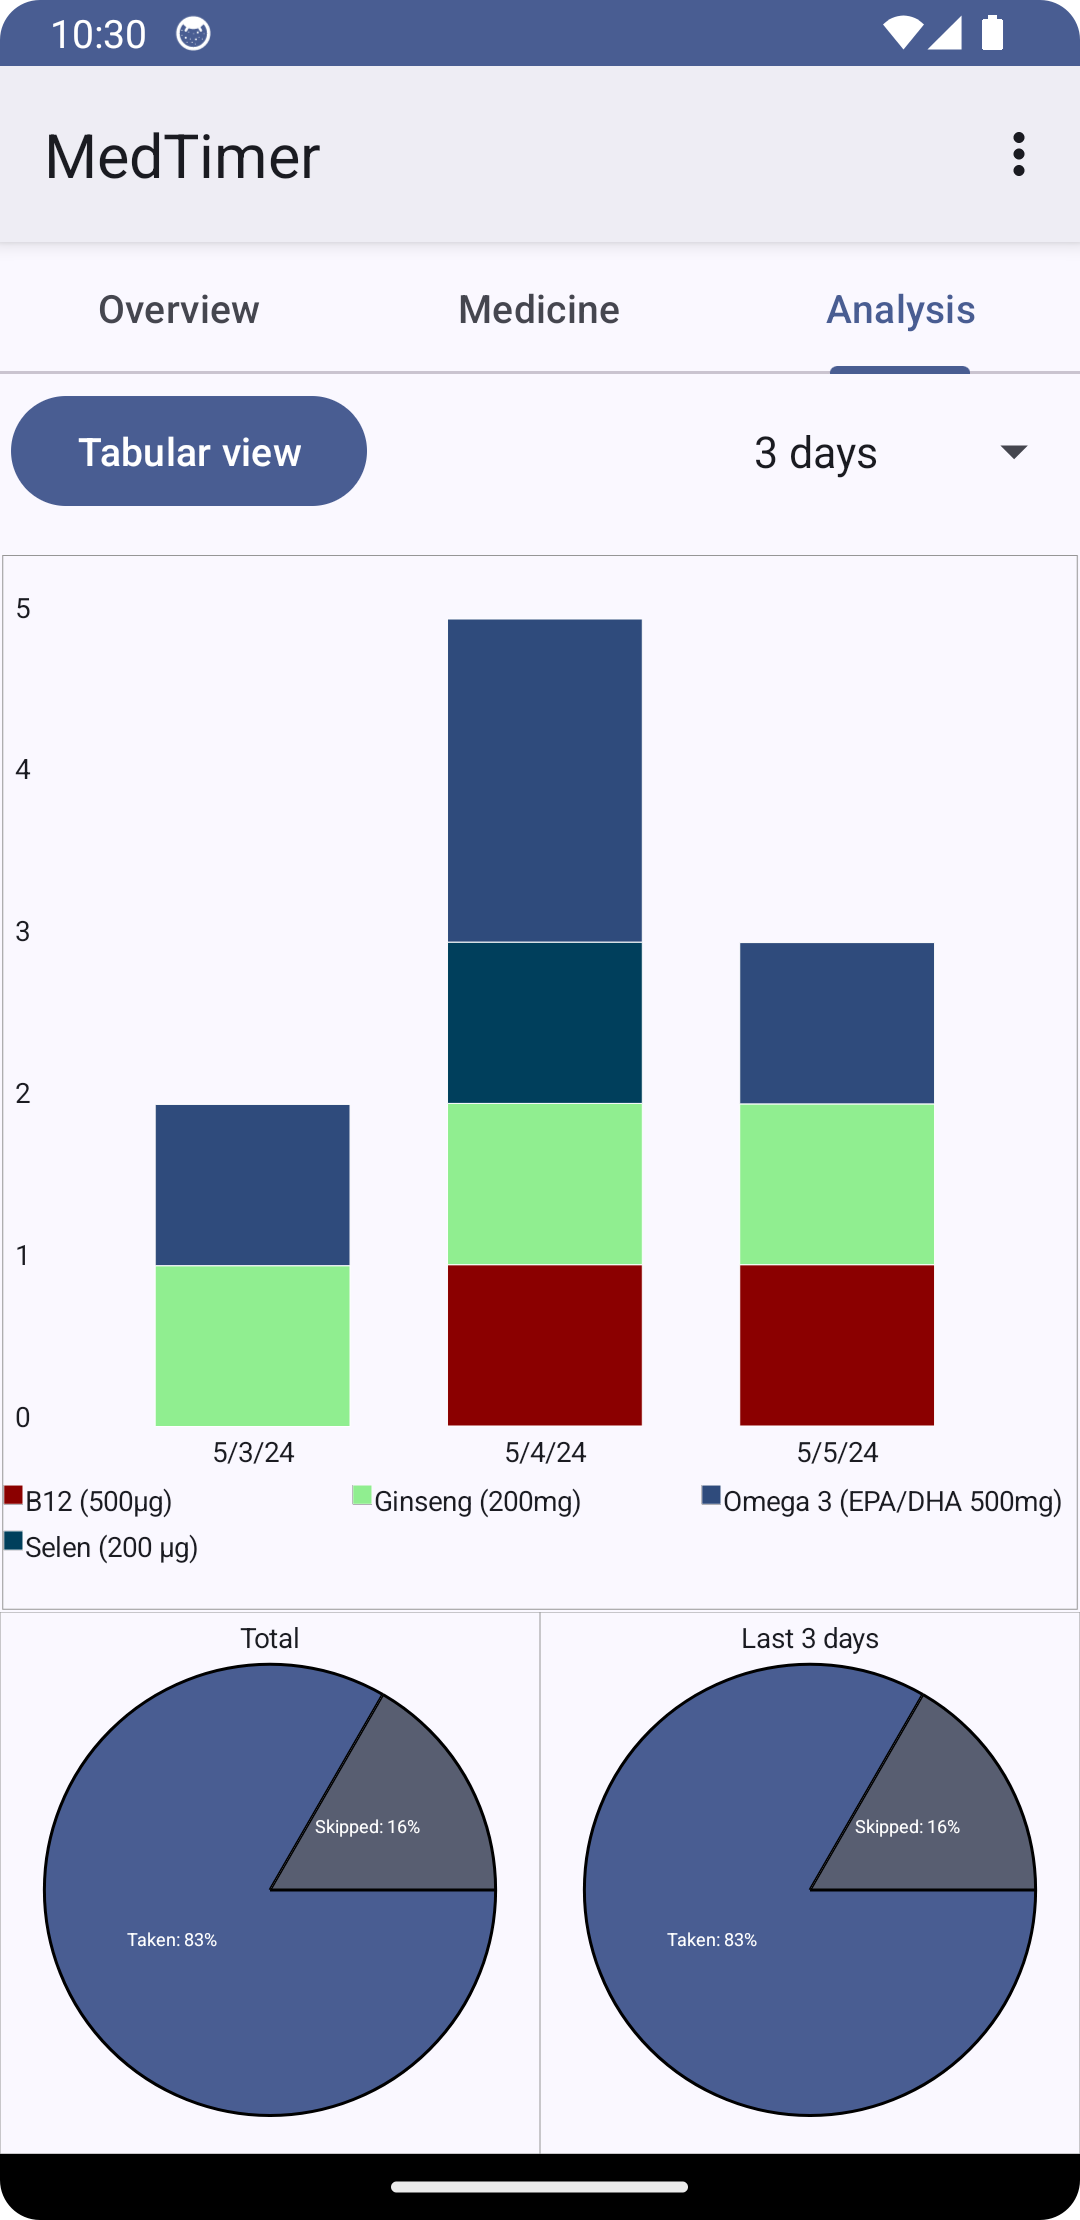 10:30
MedTimer
Overview Medicine Analysis
Tabular view 3 days
5
4
3
2
1
0
5/3/24 5/4/24 5/5/24
B12 (500µg) Ginseng (200mg) Omega 3 (EPA/DHA 500mg)
Selen (200 µg)
Total Last 3 days
Skipped: 16% Skipped: 16%
Taken: 83% Taken: 83%